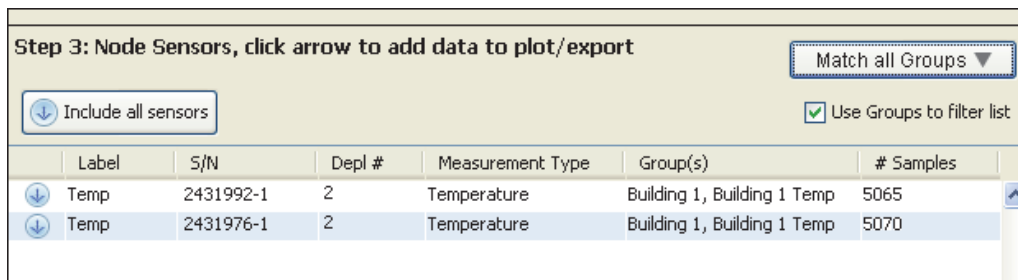 Step 3: Node Sensors, click arrow to add data to plot/export
Match all Groups
Include all sensors
Use Groups to filter list
Label S/N Depl # Measurement Type Group(s) # Samples
Temp 2431992-1 2 Temperature Building 1, Building 1 Temp 5065
Temp 2431976-1 2 Temperature Building 1, Building 1 Temp 5070